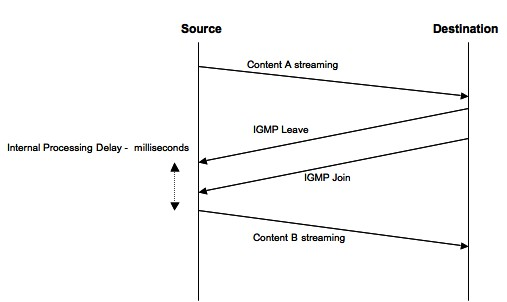 Source
Destination
Content A streaming
IGMP Leave
Internal Processing Delay - milliseconds
IGMP Join
Content B streaming